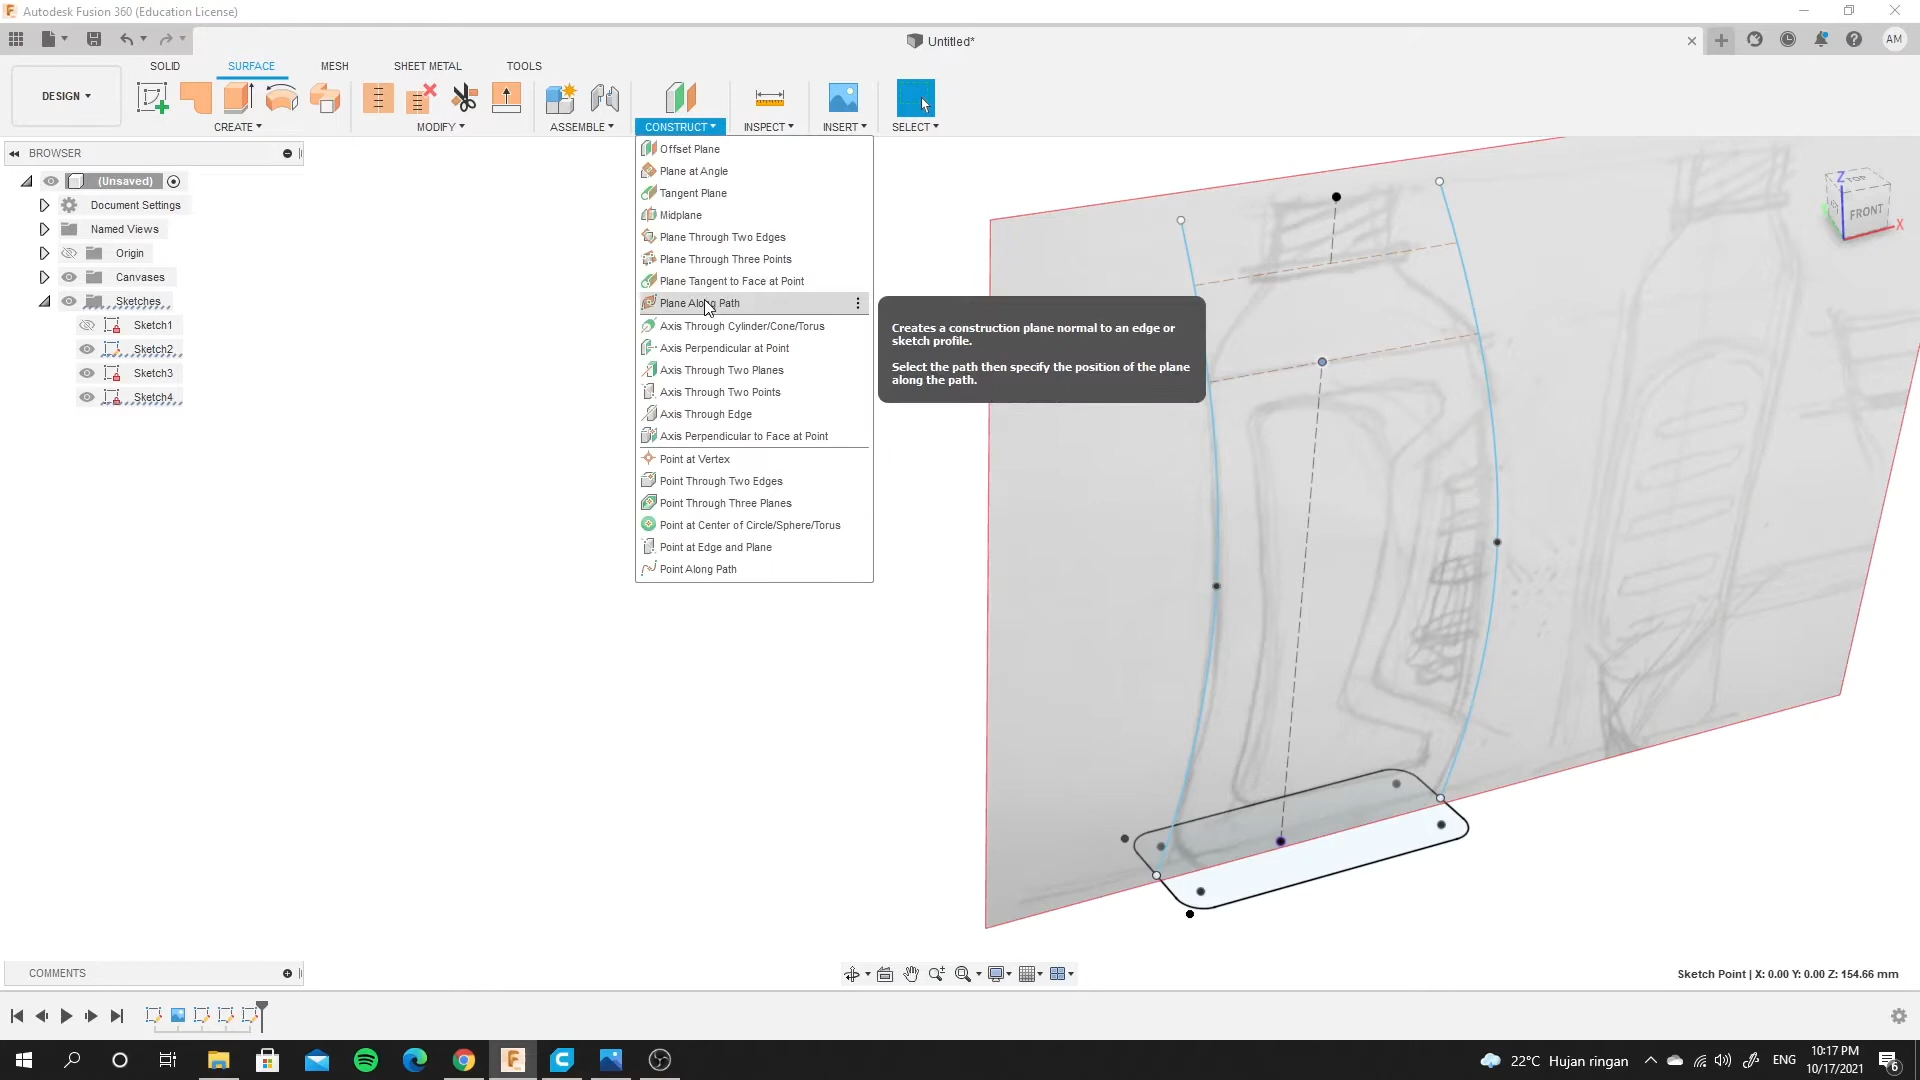 Autodesk Fusion 360 (Education License)
Untitled*
AM
DESIGN
SOLID
SURFACE
MESH
SHEET METAL
TOOLS
CREATE
MODIFY
ASSEMBLE
CONSTRUCT
INSPECT
INSERT
SELECT
BROWSER
(Unsaved)
Document Settings
Named Views
Origin
Canvases
Sketches
Sketch1
Sketch2
Sketch3
Sketch4
Offset Plane
Plane at Angle
Tangent Plane
Midplane
Plane Through Two Edges
Plane Through Three Points
Plane Tangent to Face at Point
Plane Along Path
Axis Through Cylinder/Cone/Torus
Axis Perpendicular at Point
Axis Through Two Planes
Axis Through Two Points
Axis Through Edge
Axis Perpendicular to Face at Point
Point at Vertex
Point Through Two Edges
Point Through Three Planes
Point at Center of Circle/Sphere/Torus
Point at Edge and Plane
Point Along Path
Creates a construction plane normal to an edge or
sketch profile.
Select the path then specify the position of the plane
along the path.
Z
TOP
FRONT
X
COMMENTS
Sketch Point | X: 0.00 Y: 0.00 Z: 154.66 mm
22°C Hujan ringan
ENG
10:17 PM
10/17/2021
6